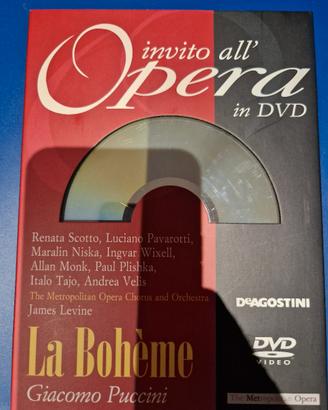 invito all'
Opera
in DVD
Renata Scotto, Luciano Pavarotti,
Maralin Niska, Ingvar Wixell,
Allan Monk, Paul Plishka,
Italo Tajo, Andrea Velis
The Metropolitan Opera Chorus and Orchestra
James Levine
DeAGOSTINI
La Bohème
DVD
VIDEO
Giacomo Puccini
The Metropolitan Opera